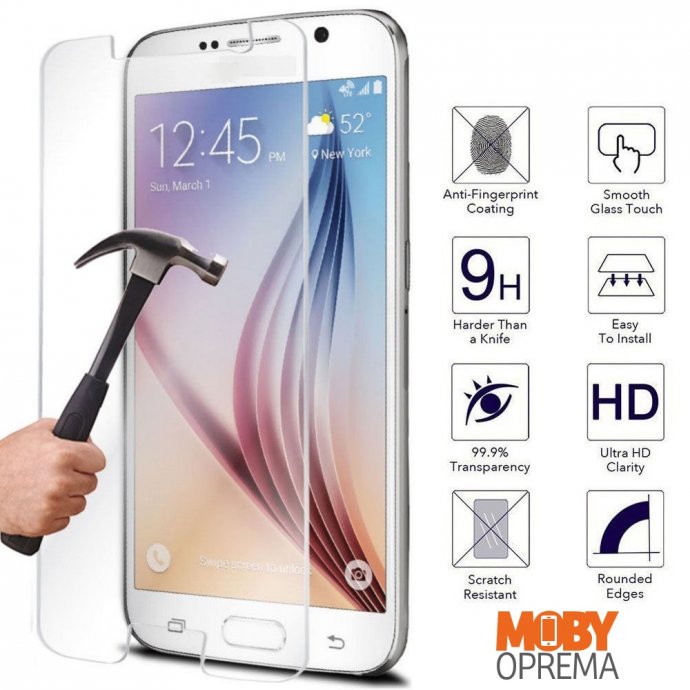 12:45 PM
Sun, March 1
52°
New York
Swipe screen to unlock
Anti-Fingerprint
Coating
Smooth
Glass Touch
9H
Harder Than
a Knife
Easy
To Install
99.9%
Transparency
HD
Ultra HD
Clarity
Scratch
Resistant
Rounded
Edges
MOBY
OPREMA